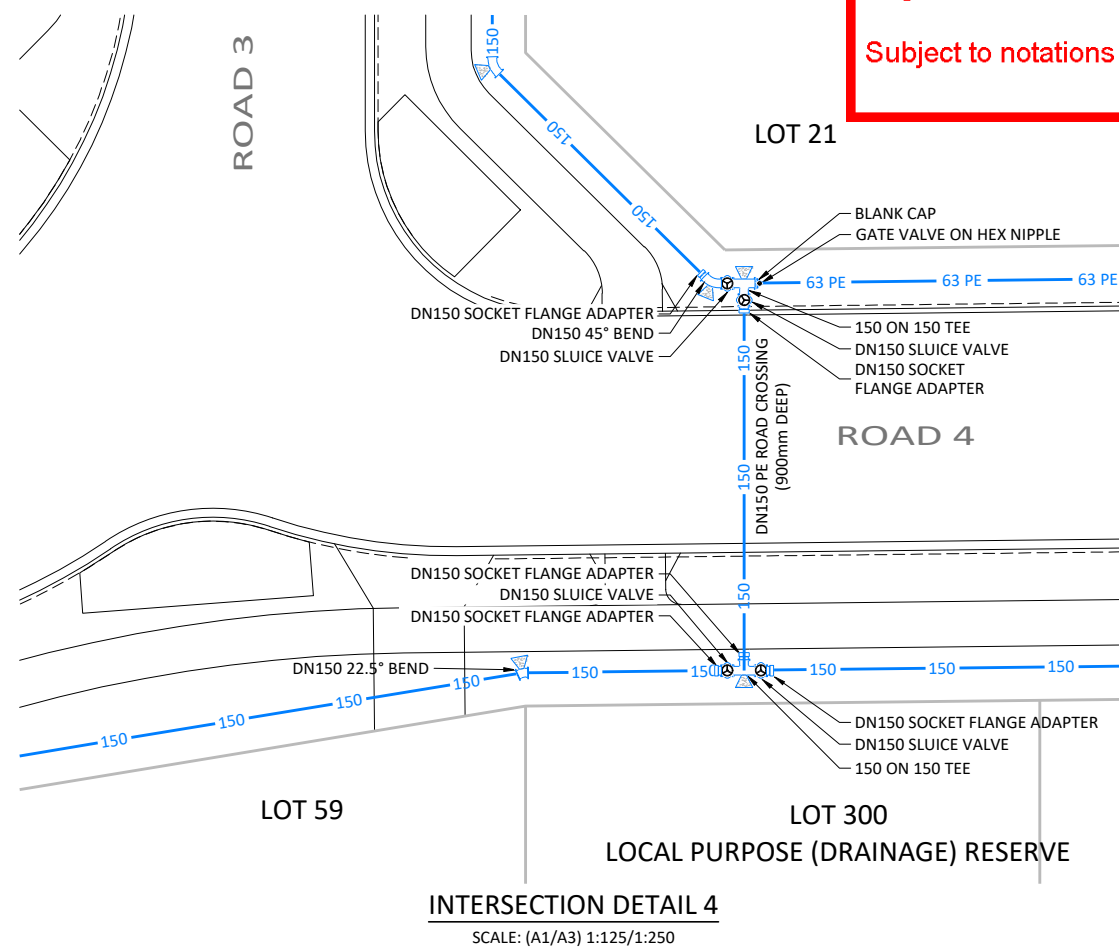 Subject to notations
ROAD 3
150
150
150
LOT 21
BLANK CAP
GATE VALVE ON HEX NIPPLE
63 PE
63 PE
63 PE
DN150 SOCKET FLANGE ADAPTER
DN150 45° BEND
DN150 SLUICE VALVE
150 ON 150 TEE
DN150 SLUICE VALVE
DN150 SOCKET
FLANGE ADAPTER
150
150
150
DN150 PE ROAD CROSSING
(900mm DEEP)
ROAD 4
DN150 SOCKET FLANGE ADAPTER
DN150 SLUICE VALVE
DN150 SOCKET FLANGE ADAPTER
DN150 22.5° BEND
150
150
150
150
150
150
150
150
150
DN150 SOCKET FLANGE ADAPTER
DN150 SLUICE VALVE
150 ON 150 TEE
LOT 59
LOT 300
LOCAL PURPOSE (DRAINAGE) RESERVE
INTERSECTION DETAIL 4
SCALE: (A1/A3) 1:125/1:250